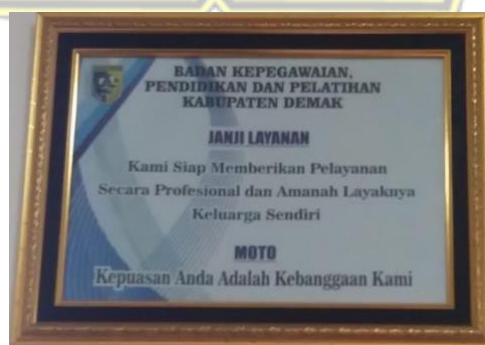 BADAN KEPEGAWAIAN,
PENDIDIKAN DAN PELATIHAN
KABUPATEN DEMAK
JANJI LAYANAN
Kami Siap Memberikan Pelayanan
Secara Profesional dan Amanah Layaknya
Keluarga Sendiri
MOTO
Kepuasan Anda Adalah Kebanggaan Kami